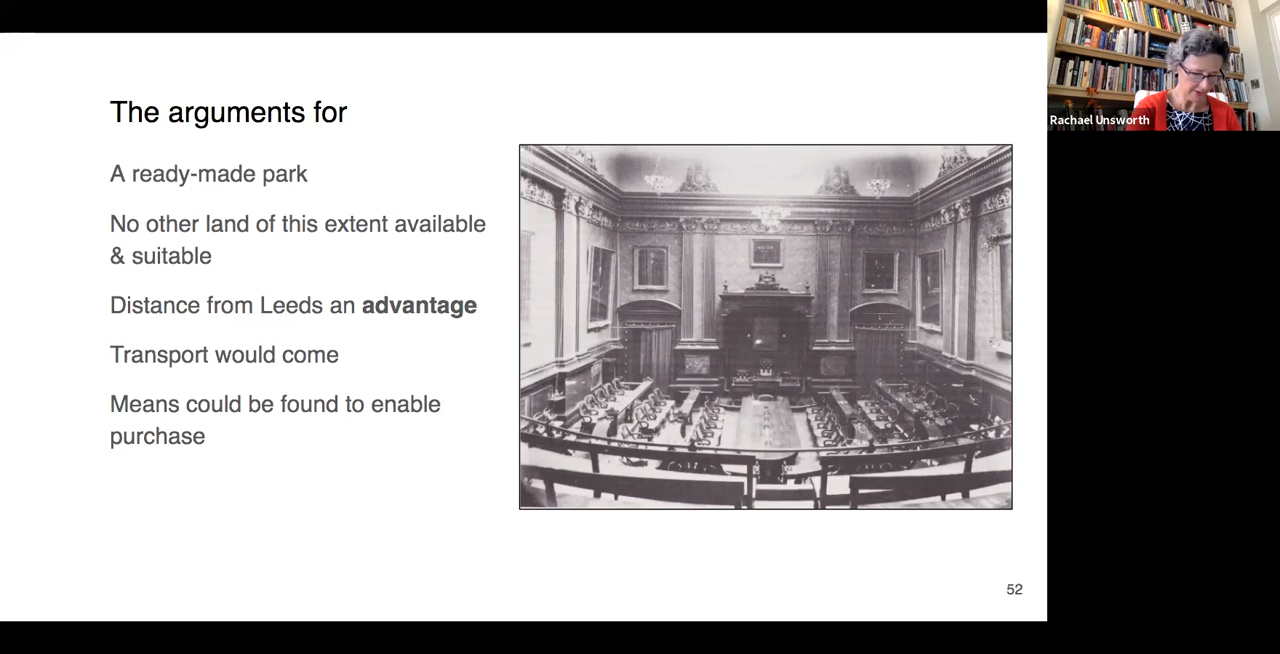 The arguments for
A ready-made park
No other land of this extent available
& suitable
Distance from Leeds an advantage
Transport would come
Means could be found to enable
purchase
52
Rachael Unsworth